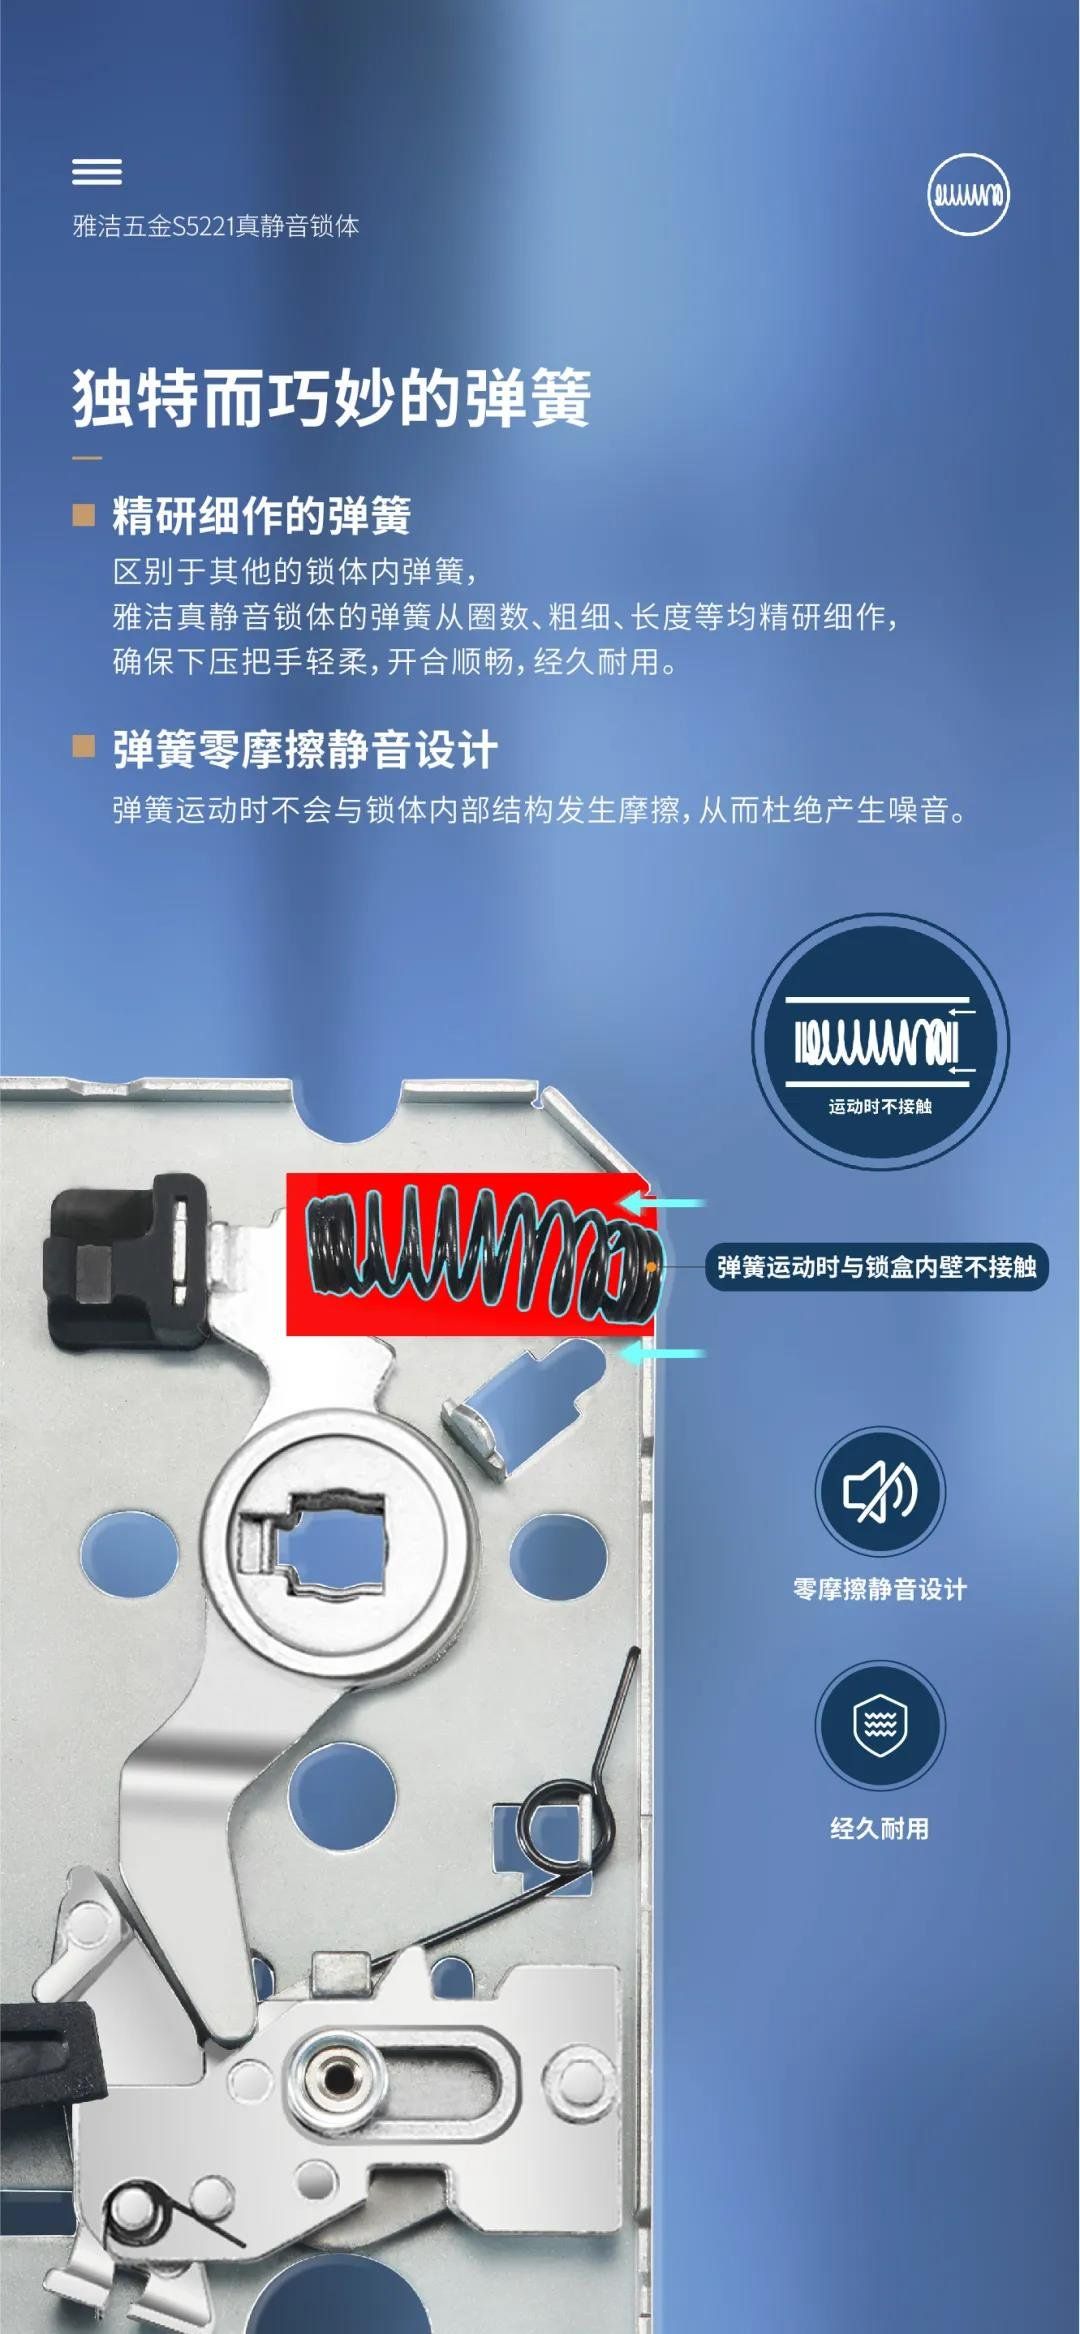 雅洁五金S5221真静音锁体
独特而巧妙的弹簧
精研细作的弹簧
区别于其他的锁体内弹簧，
雅洁真静音锁体的弹簧从圈数、粗细、长度等均精研细作，
确保下压把手轻柔，开合顺畅，经久耐用。
弹簧零摩擦静音设计
弹簧运动时不会与锁体内部结构发生摩擦，从而杜绝产生噪音。
运动时不接触
弹簧运动时与锁盒内壁不接触
零摩擦静音设计
经久耐用